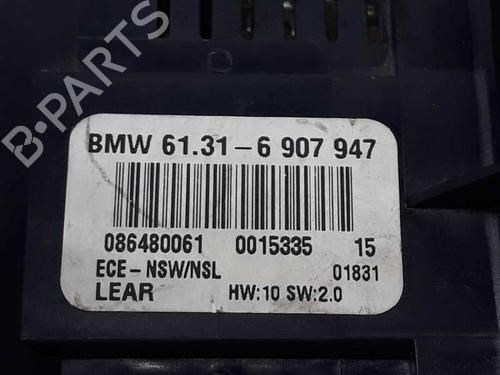 BMW 61.31-6 907 947
086480061 0015335 15
ECE-NSW/NSL 01831
LEAR HW:10 SW:2.0
B-PARTS